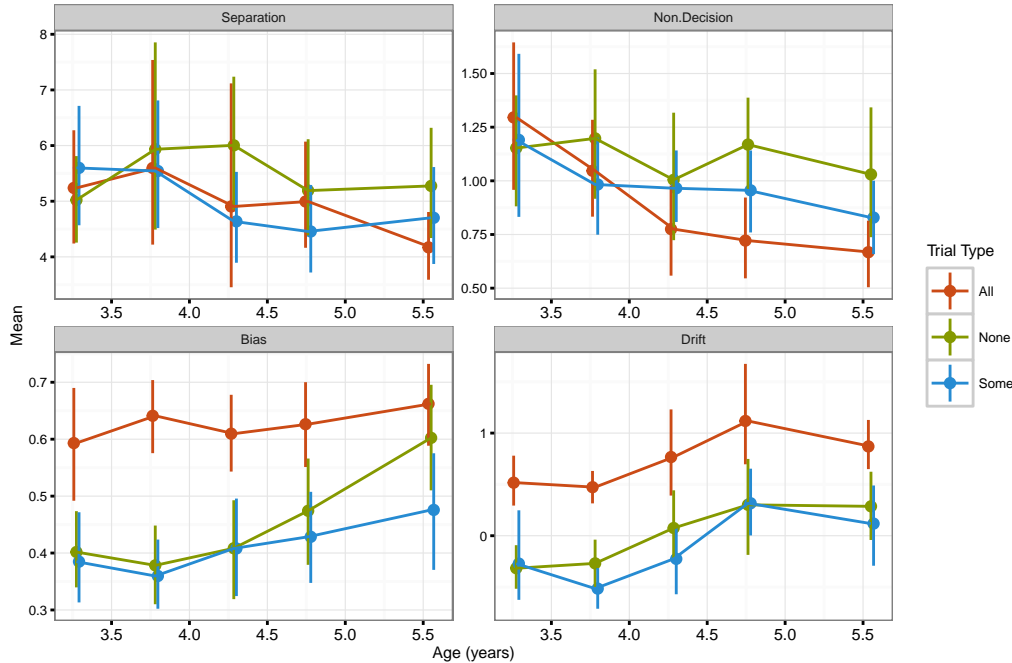 Separation
Non.Decision
8
7
6
5
4
1.50
1.25
1.00
0.75
0.50
3.5 4.0 4.5 5.0 5.5
3.5 4.0 4.5 5.0 5.5
Mean
Bias
Drift
0.7
0.6
0.5
0.4
0.3
1
0
3.5 4.0 4.5 5.0 5.5
3.5 4.0 4.5 5.0 5.5
Age (years)
Trial Type
All
None
Some